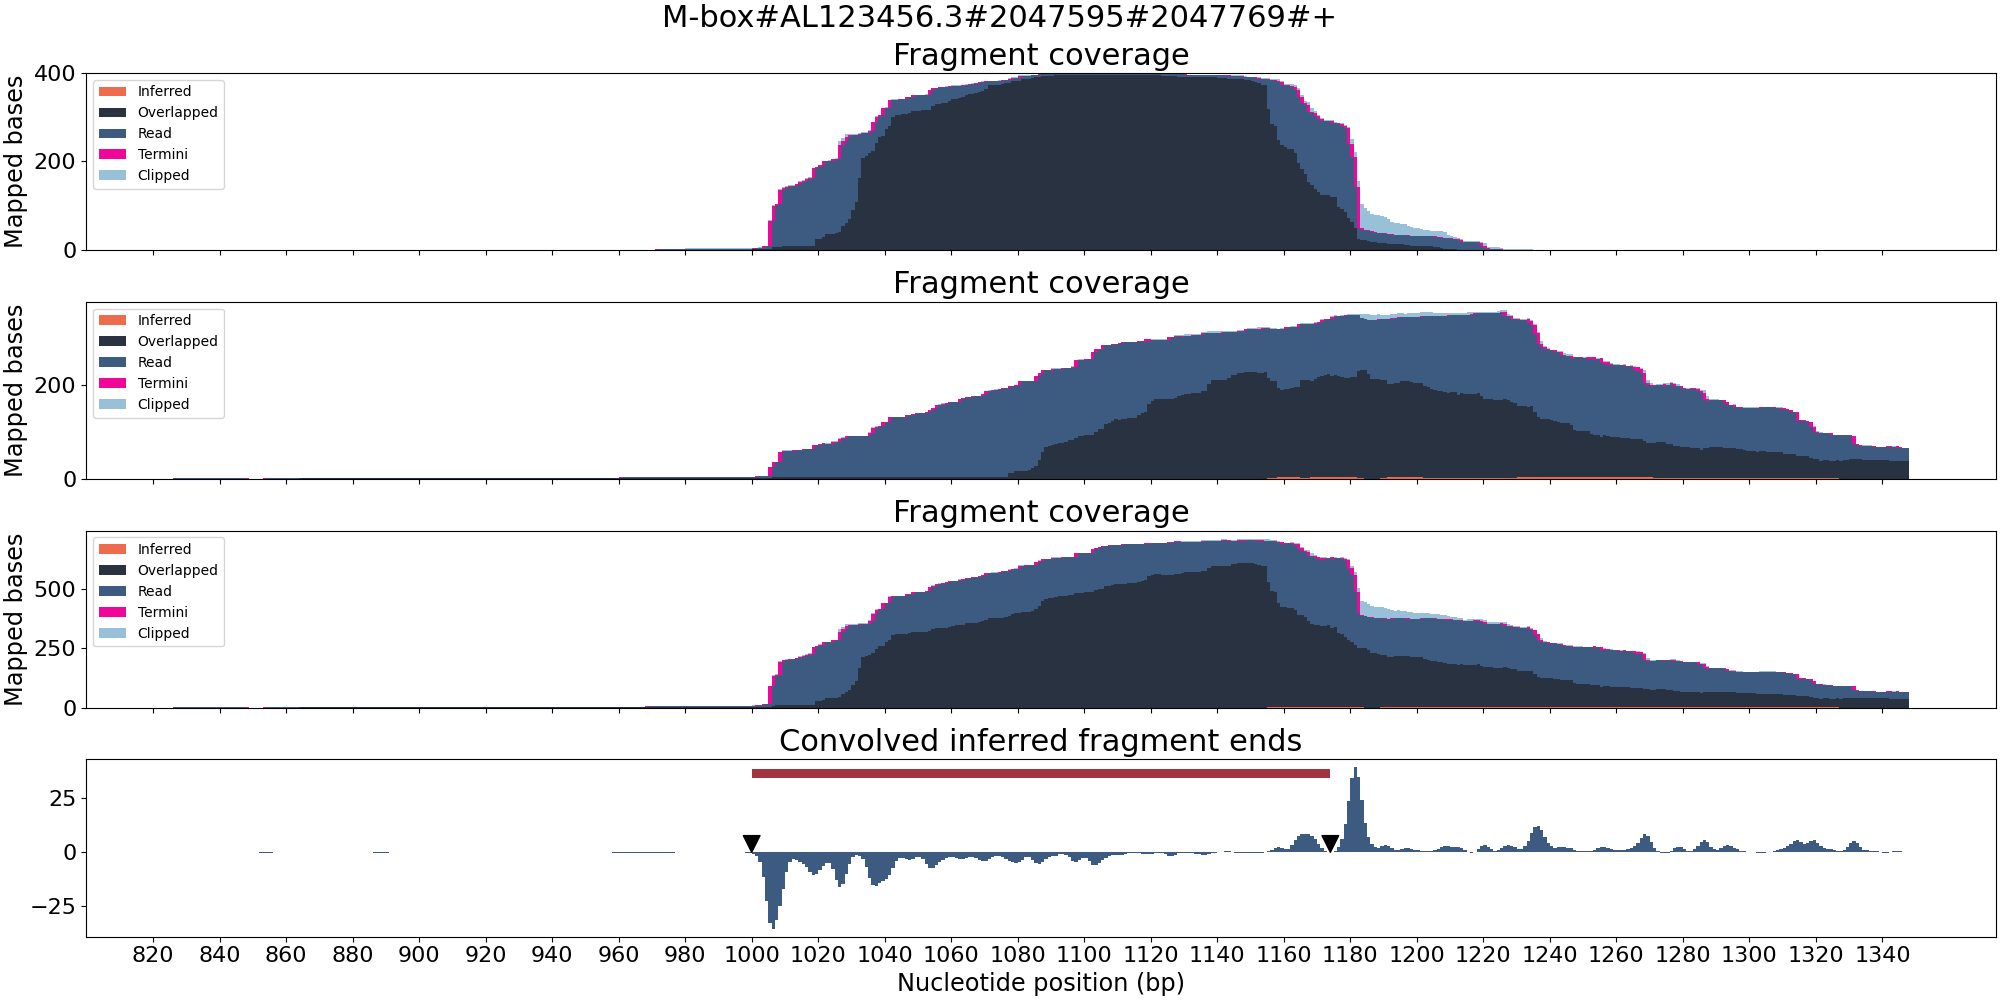 M-box#AL123456.3#2047595#2047769#+
Fragment coverage
Mapped bases
400
200
0
Inferred
Overlapped
Read
Termini
Clipped
Fragment coverage
Mapped bases
200
0
Inferred
Overlapped
Read
Termini
Clipped
Fragment coverage
Mapped bases
500
250
0
Inferred
Overlapped
Read
Termini
Clipped
Convolved inferred fragment ends
25
0
−25
820 840 860 880 900 920 940 960 980 1000 1020 1040 1060 1080 1100 1120 1140 1160 1180 1200 1220 1240 1260 1280 1300 1320 1340
Nucleotide position (bp)